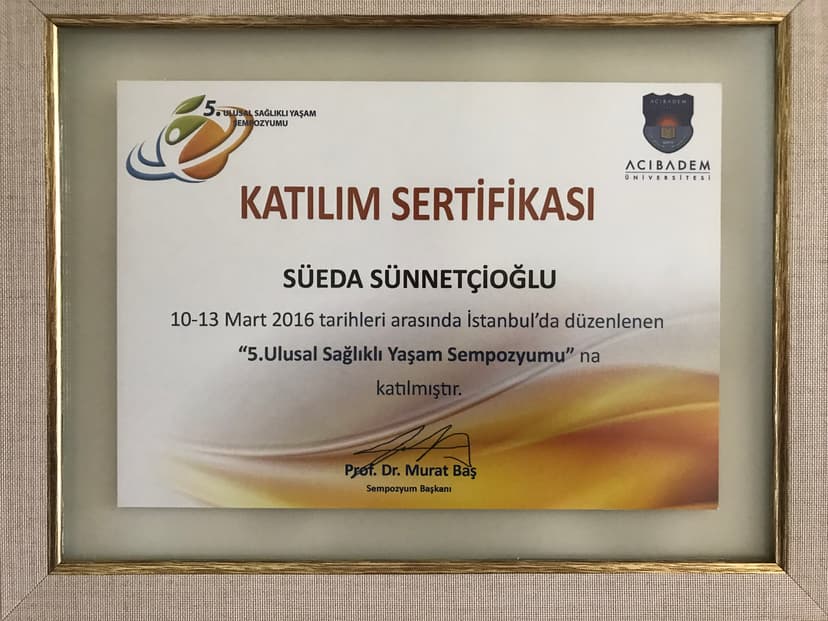 5. ULUSAL SAĞLIKLI YAŞAM
SEMPOZYUMU
ACIBADEM
ACIBADEM
ÜNİVERSİTESİ
KATILIM SERTİFİKASI
SÜEDA SÜNNETÇİOĞLU
10-13 Mart 2016 tarihleri arasında İstanbul'da düzenlenen
“5.Ulusal Sağlıklı Yaşam Sempozyumu” na
katılmıştır.
Prof. Dr. Murat Baş
Sempozyum Başkanı